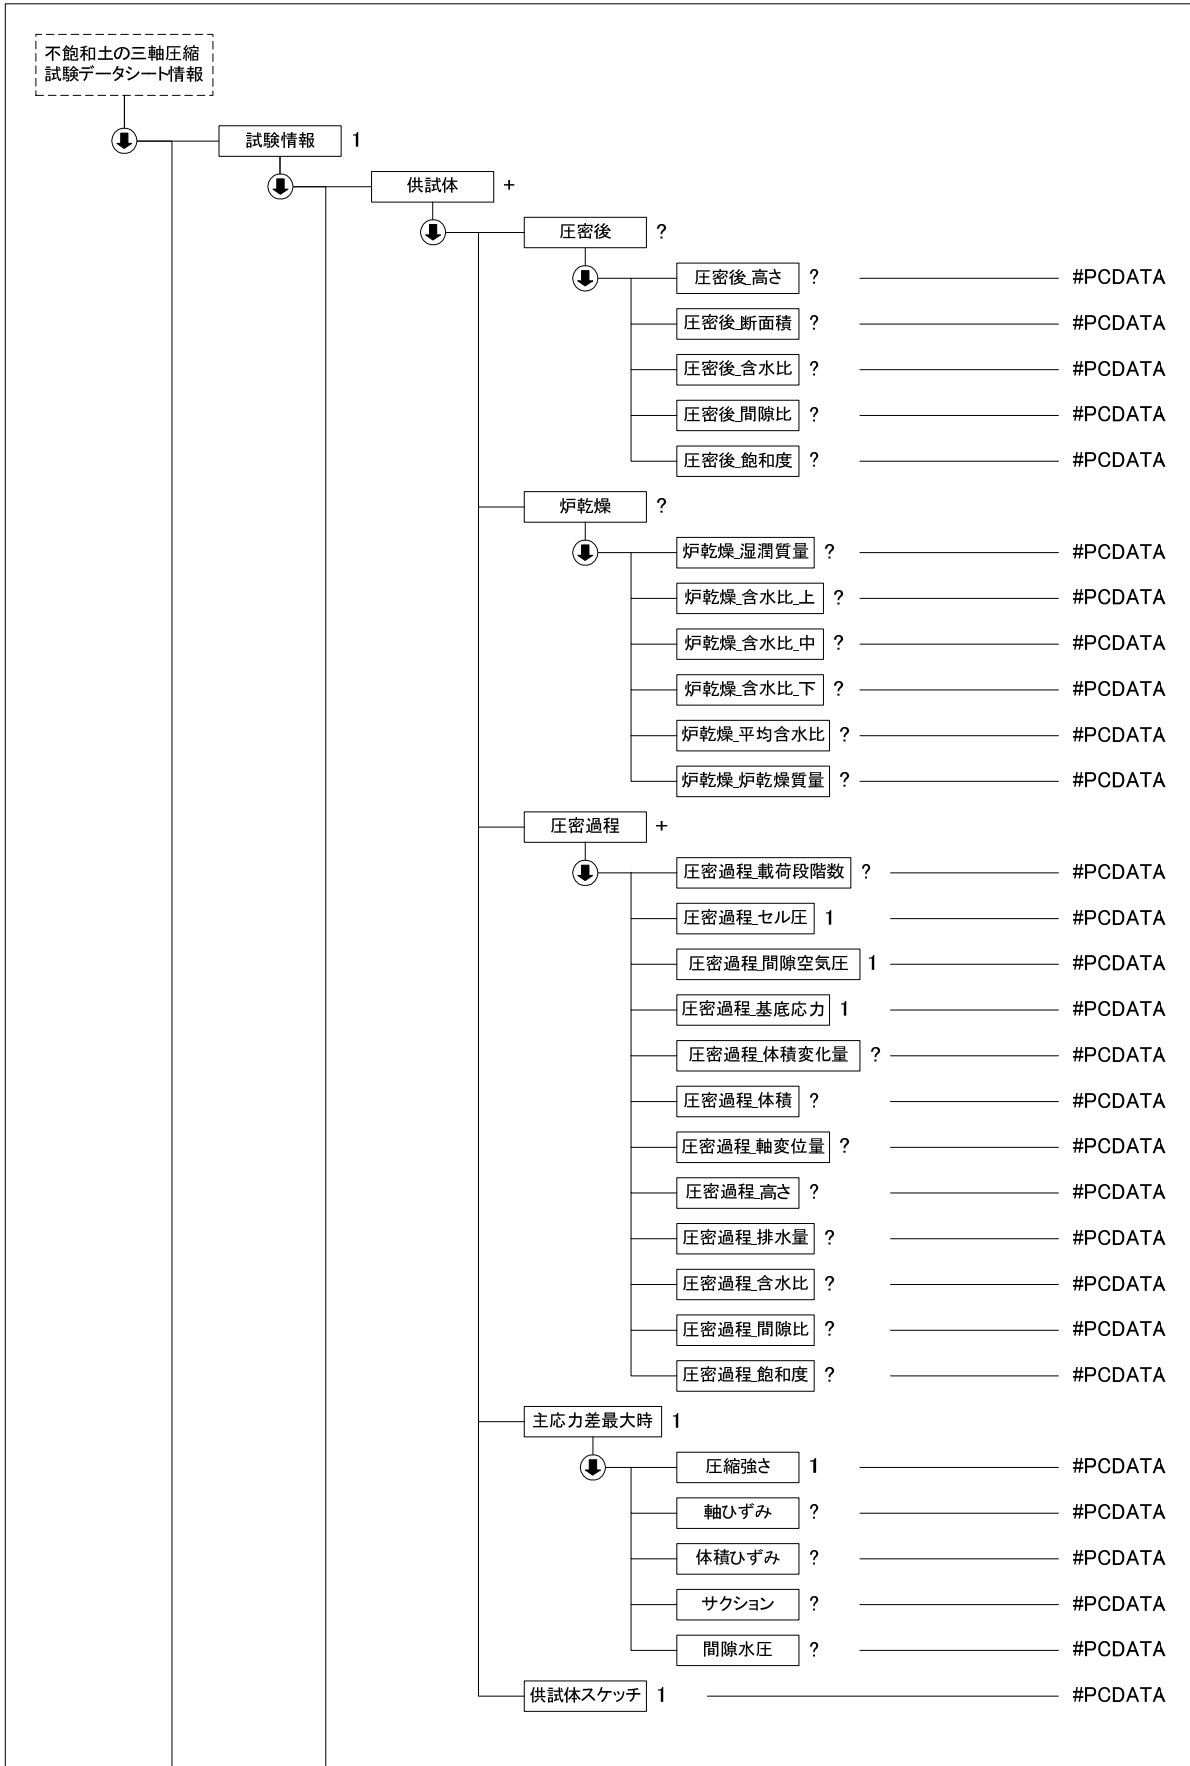 不飽和土の三軸圧縮
試験データシート情報
試験情報 1
供試体 +
圧密後 ?
圧密後_高さ ? #PCDATA
圧密後_断面積 ? #PCDATA
圧密後_含水比 ? #PCDATA
圧密後_間隙比 ? #PCDATA
圧密後_飽和度 ? #PCDATA
炉乾燥 ?
炉乾燥_湿潤質量 ? #PCDATA
炉乾燥_含水比_上 ? #PCDATA
炉乾燥_含水比_中 ? #PCDATA
炉乾燥_含水比_下 ? #PCDATA
炉乾燥_平均含水比 ? #PCDATA
炉乾燥_炉乾燥質量 ? #PCDATA
圧密過程 +
圧密過程_載荷段階数 ? #PCDATA
圧密過程_セル圧 1 #PCDATA
圧密過程_間隙空気圧 1 #PCDATA
圧密過程_基底応力 1 #PCDATA
圧密過程_体積変化量 ? #PCDATA
圧密過程_体積 ? #PCDATA
圧密過程_軸変位量 ? #PCDATA
圧密過程_高さ ? #PCDATA
圧密過程_排水量 ? #PCDATA
圧密過程_含水比 ? #PCDATA
圧密過程_間隙比 ? #PCDATA
圧密過程_飽和度 ? #PCDATA
主応力差最大時 1
圧縮強さ 1 #PCDATA
軸ひずみ ? #PCDATA
体積ひずみ ? #PCDATA
サクション ? #PCDATA
間隙水圧 ? #PCDATA
供試体スケッチ 1 #PCDATA